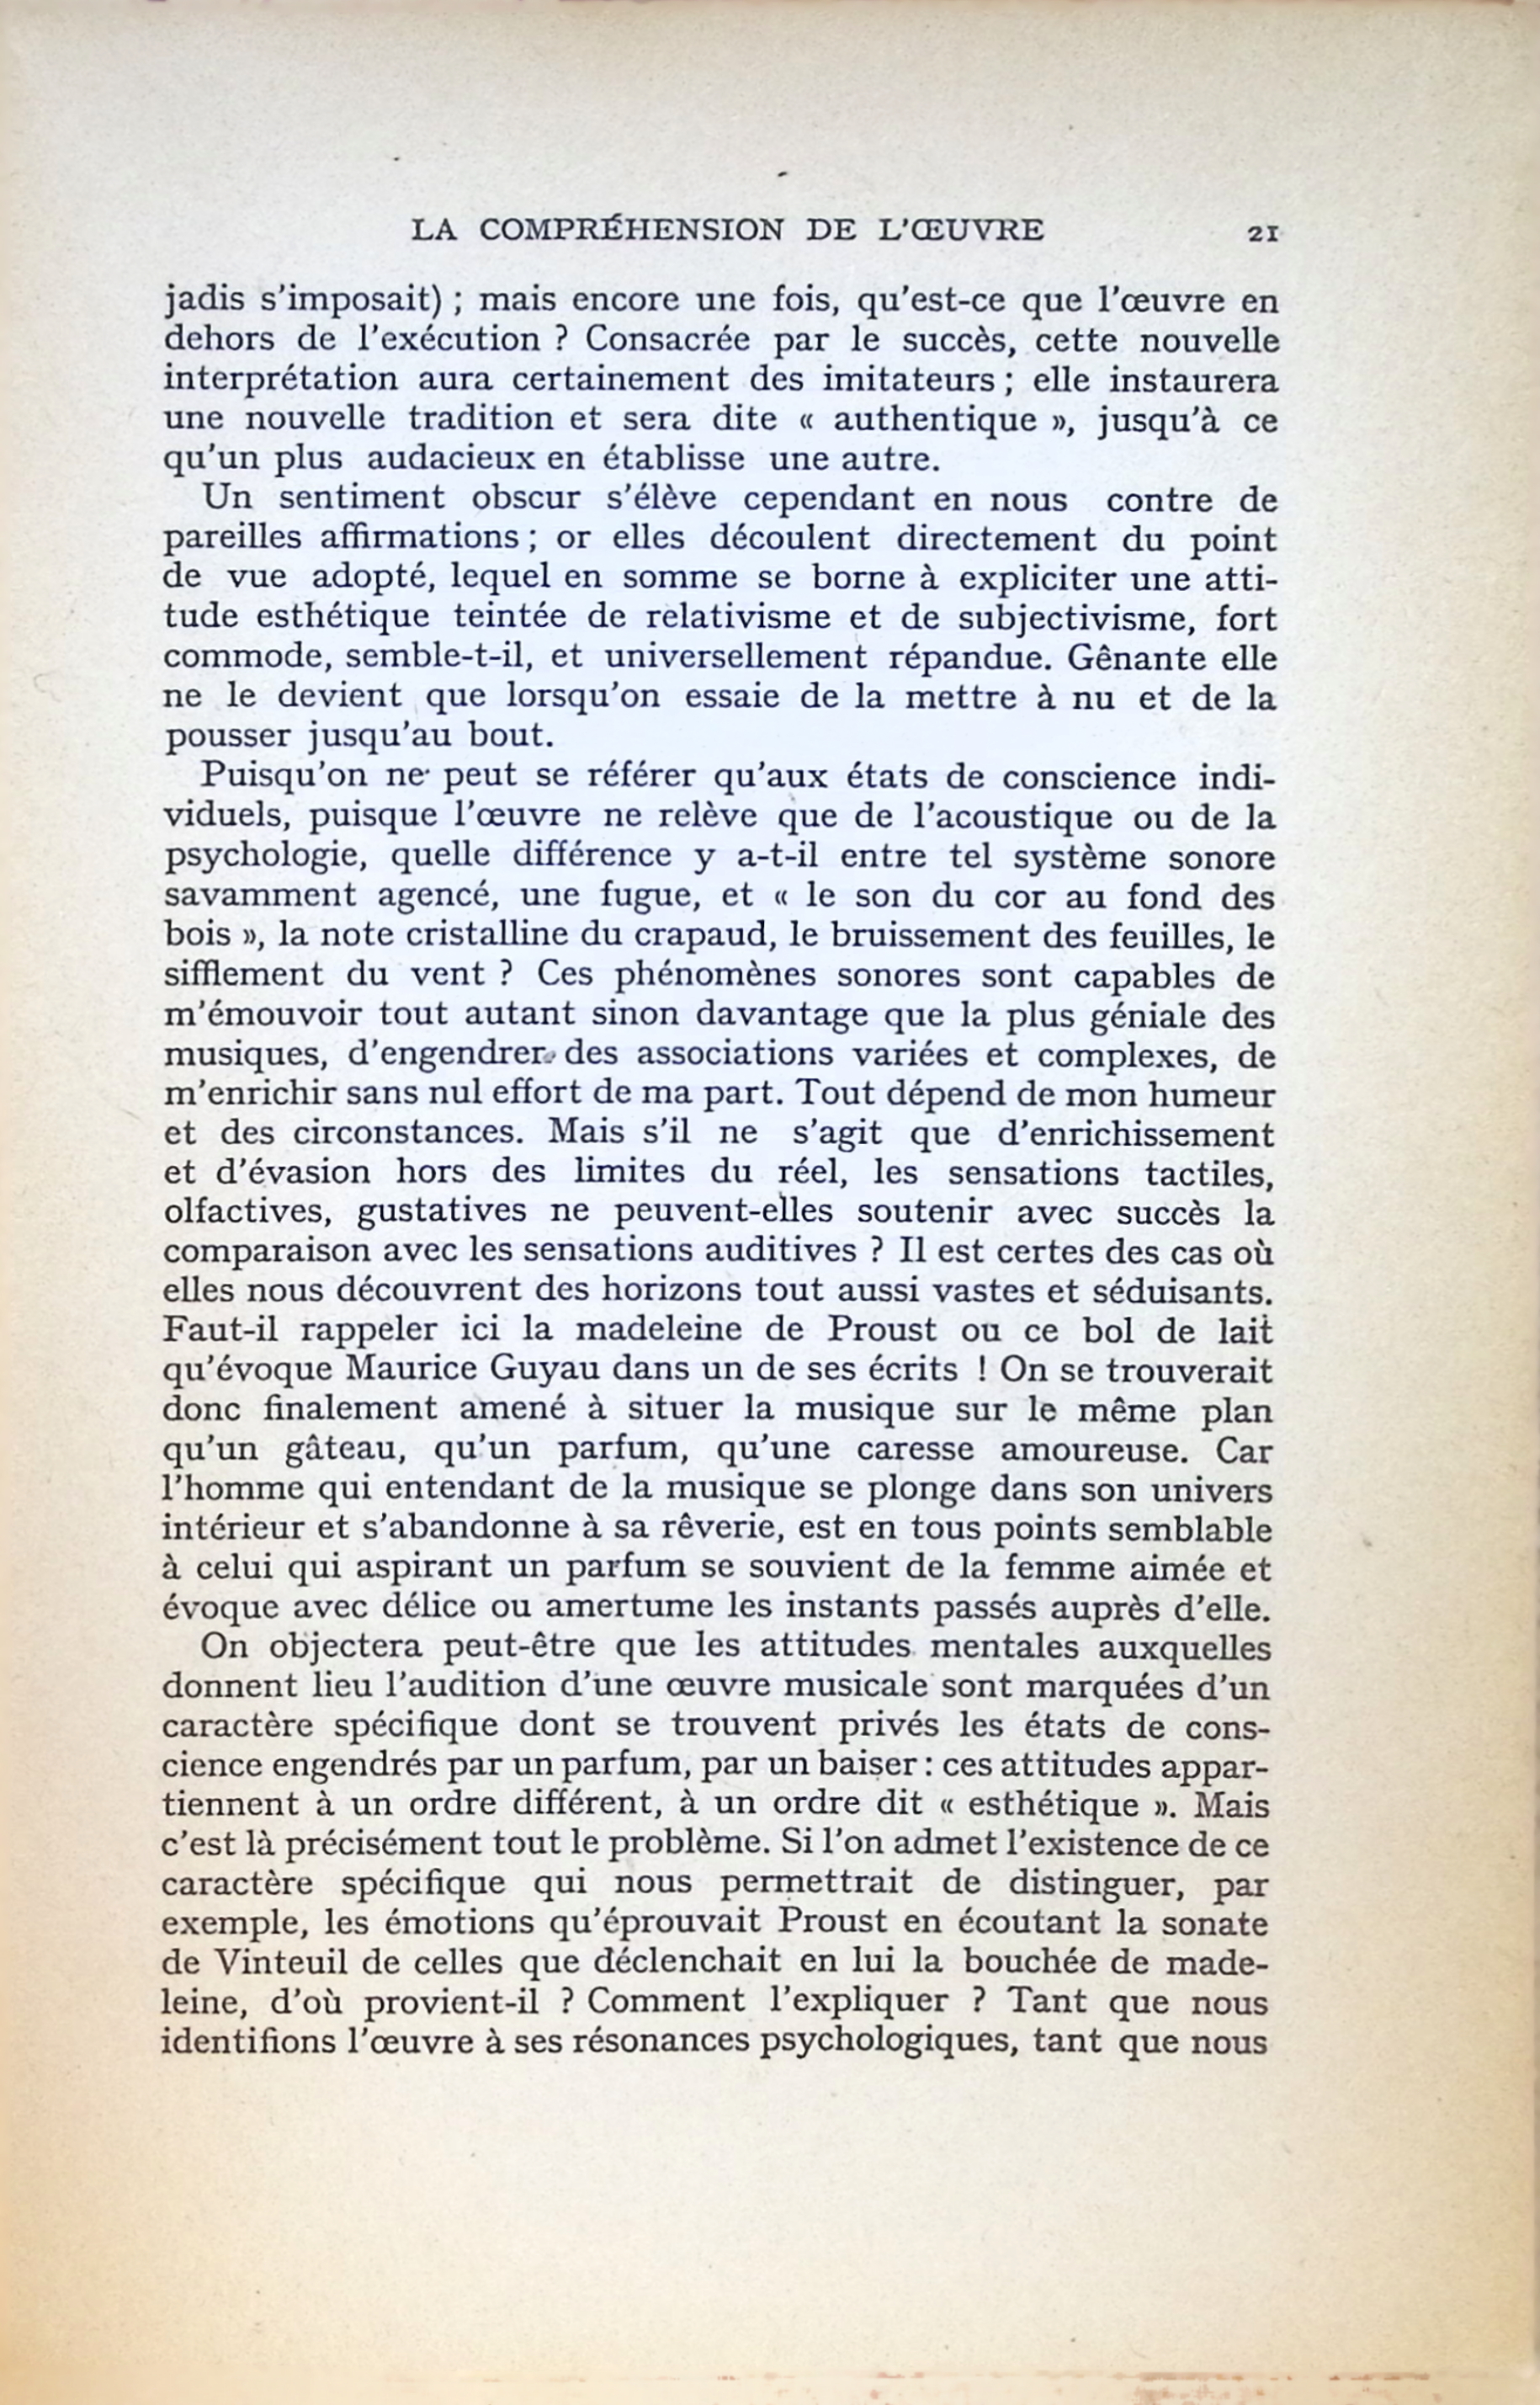 LA COMPRÉHENSION DE L'ŒUVRE 21
jadis s'imposait) ; mais encore une fois, qu'est-ce que l'œuvre en
dehors de l'exécution ? Consacrée par le succès, cette nouvelle
interprétation aura certainement des imitateurs ; elle instaurera
une nouvelle tradition et sera dite « authentique », jusqu'à ce
qu'un plus audacieux en établisse une autre.
Un sentiment obscur s'élève cependant en nous contre de
pareilles affirmations ; or elles découlent directement du point
de vue adopté, lequel en somme se borne à expliciter une atti-
tude esthétique teintée de relativisme et de subjectivisme, fort
commode, semble-t-il, et universellement répandue. Gênante elle
ne le devient que lorsqu'on essaie de la mettre à nu et de la
pousser jusqu'au bout.
Puisqu'on ne peut se référer qu'aux états de conscience indi-
viduels, puisque l'œuvre ne relève que de l'acoustique ou de la
psychologie, quelle différence y a-t-il entre tel système sonore
savamment agencé, une fugue, et « le son du cor au fond des
bois », la note cristalline du crapaud, le bruissement des feuilles, le
sifflement du vent ? Ces phénomènes sonores sont capables de
m'émouvoir tout autant sinon davantage que la plus géniale des
musiques, d'engendrer des associations variées et complexes, de
m'enrichir sans nul effort de ma part. Tout dépend de mon humeur
et des circonstances. Mais s'il ne s'agit que d'enrichissement
et d'évasion hors des limites du réel, les sensations tactiles,
olfactives, gustatives ne peuvent-elles soutenir avec succès la
comparaison avec les sensations auditives ? Il est certes des cas où
elles nous découvrent des horizons tout aussi vastes et séduisants.
Faut-il rappeler ici la madeleine de Proust ou ce bol de lait
qu'évoque Maurice Guyau dans un de ses écrits ! On se trouverait
donc finalement amené à situer la musique sur le même plan
qu'un gâteau, qu'un parfum, qu'une caresse amoureuse. Car
l'homme qui entendant de la musique se plonge dans son univers
intérieur et s'abandonne à sa rêverie, est en tous points semblable
à celui qui aspirant un parfum se souvient de la femme aimée et
évoque avec délice ou amertume les instants passés auprès d'elle.
On objectera peut-être que les attitudes mentales auxquelles
donnent lieu l'audition d'une œuvre musicale sont marquées d'un
caractère spécifique dont se trouvent privés les états de cons-
cience engendrés par un parfum, par un baiser : ces attitudes appar-
tiennent à un ordre différent, à un ordre dit « esthétique ». Mais
c'est là précisément tout le problème. Si l'on admet l'existence de ce
caractère spécifique qui nous permettrait de distinguer, par
exemple, les émotions qu'éprouvait Proust en écoutant la sonate
de Vinteuil de celles que déclenchait en lui la bouchée de made-
leine, d'où provient-il ? Comment l'expliquer ? Tant que nous
identifions l'œuvre à ses résonances psychologiques, tant que nous